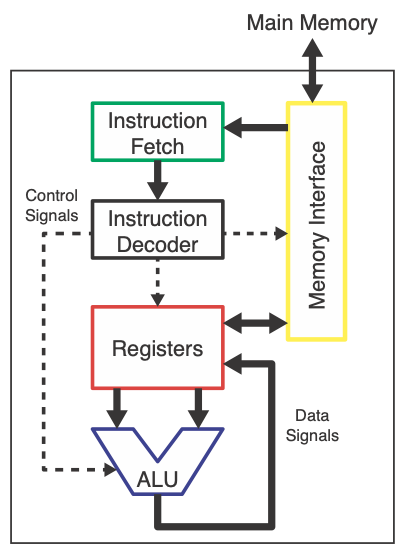 Main Memory
Instruction
Fetch
Memory Interface
Control
Signals
Instruction
Decoder
Registers
Data
Signals
ALU